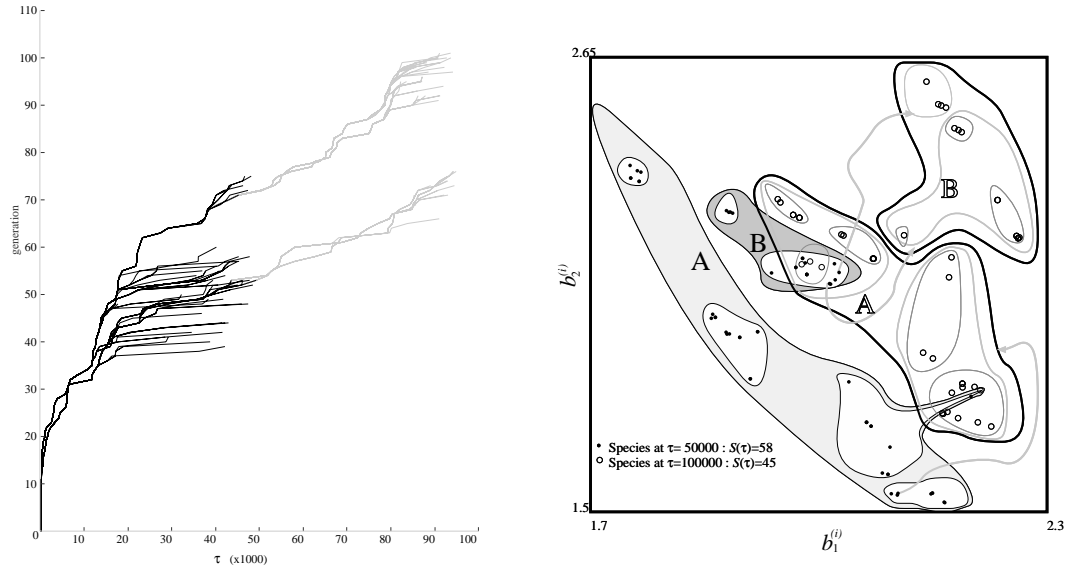 110
100
90
80
70
60
50
40
30
20
10
0
generation
10 20 30 40 50 60 70 80 90 100
τ (x1000)
2.65
B
B
A
A
b₂⁽ⁱ⁾
Species at τ= 50000 : S(τ)=58
Species at τ=100000 : S(τ)=45
1.5
1.7 2.3
b₁⁽ⁱ⁾